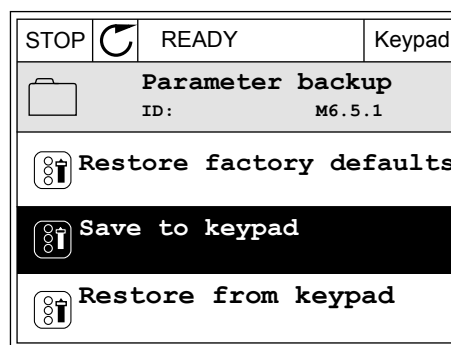 STOP READY Keypad
Parameter backup
ID: M6.5.1
Restore factory defaults
Save to keypad
Restore from keypad